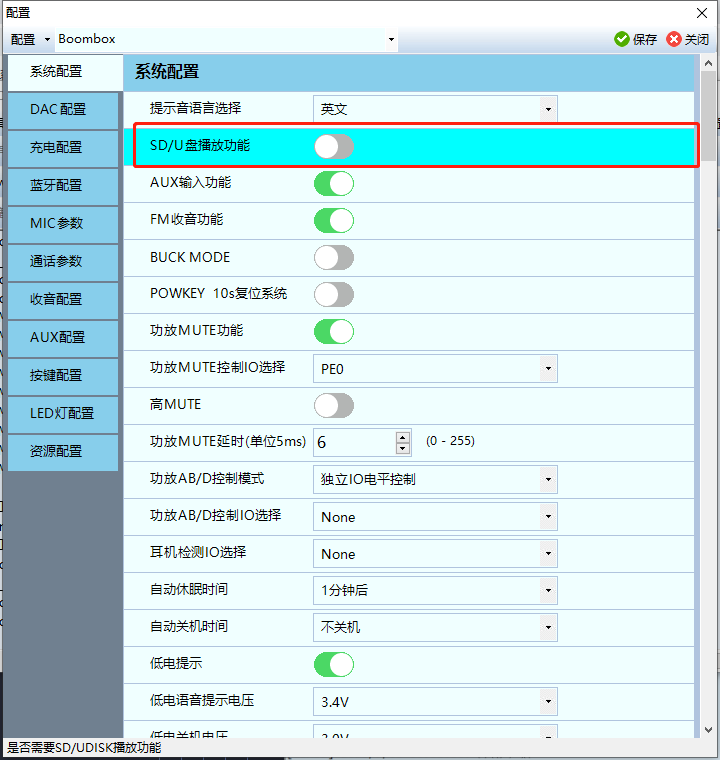 配置
配置 Boombox 保存 关闭
系统配置
DAC 配置
充电配置
蓝牙配置
MIC 参数
通话参数
收音配置
AUX配置
按键配置
LED灯配置
资源配置
系统配置
提示音语言选择 英文
SD/U 盘播放功能
AUX输入功能
FM收音功能
BUCK MODE
POWKEY 10s复位系统
功放MUTE功能
功放MUTE控制IO选择 PE0
高MUTE
功放MUTE延时(单位5ms) 6 (0 - 255)
功放AB/D控制模式 独立IO电平控制
功放AB/D控制IO选择 None
耳机检测IO选择 None
自动休眠时间 1分钟后
自动关机时间 不关机
低电提示
低电语音提示电压 3.4V
低电关机电压
是否需要SD/UDISK播放功能